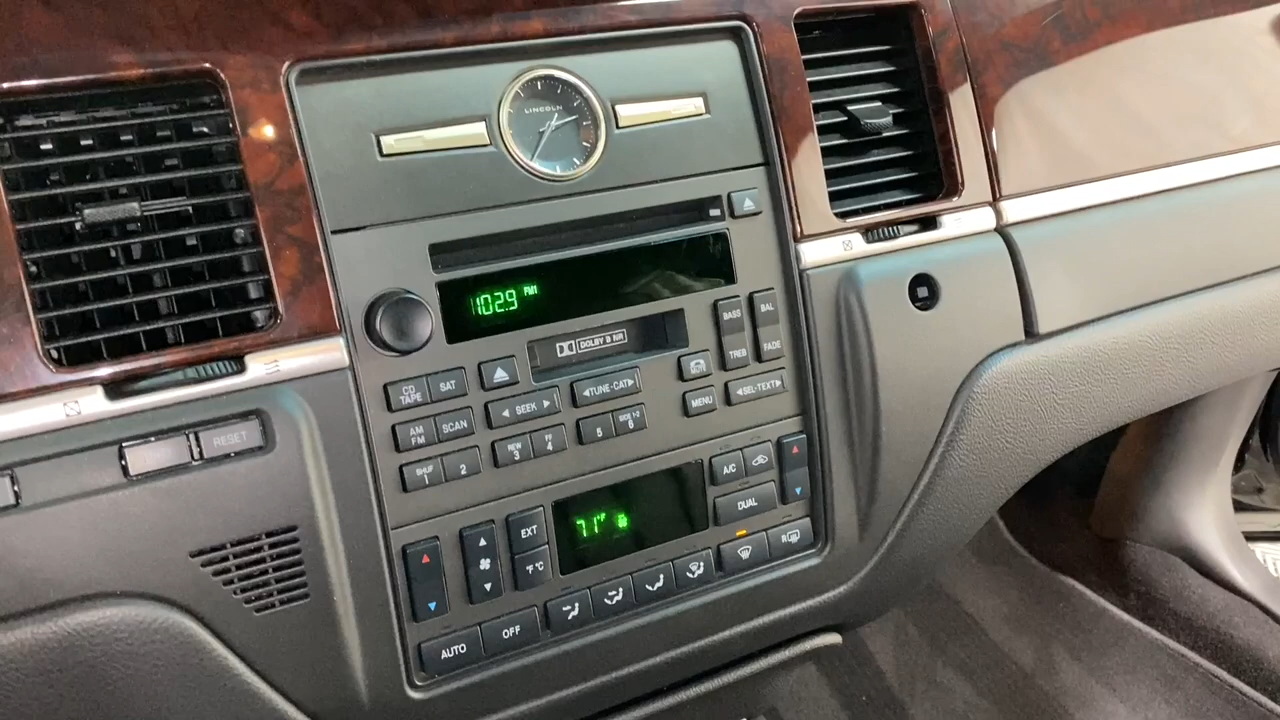 LINCOLN
102.9 FM1
DOLBY B NR
BASS
TREB
BAL
FADE
CD
TAPE
SAT
◀ SEEK ▶
◀TUNE-CAT▶
MUTE
MENU
◀SEL-TEXT▶
AM
FM
SCAN
SHUF
1
2
REW
3
FF
4
5
SIDE 1-2
6
RESET
71°F
A/C
DUAL
R
EXT
°F °C
AUTO
OFF